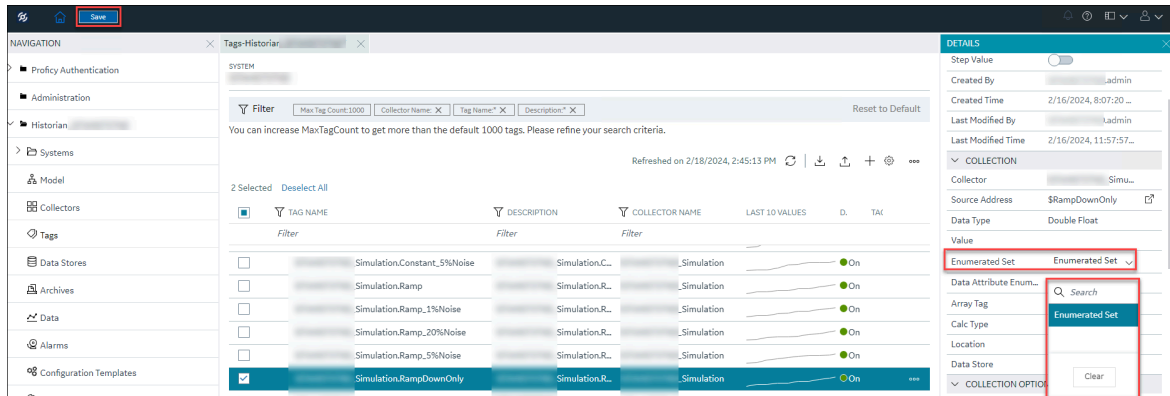 Save
NAVIGATION
Proficy Authentication
Administration
Historian
Systems
Model
Collectors
Tags
Data Stores
Archives
Data
Alarms
Configuration Templates
Tags-Historian
SYSTEM
Filter Max Tag Count:1000 Collector Name: Tag Name:* Description:* Reset to Default
You can increase MaxTagCount to get more than the default 1000 tags. Please refine your search criteria.
Refreshed on 2/18/2024, 2:45:13 PM
2 Selected Deselect All
TAG NAME DESCRIPTION COLLECTOR NAME LAST 10 VALUES D. TA(
Filter Filter Filter
_Simulation.Constant_5%Noise Simulation.C... _Simulation On
Simulation.Ramp Simulation.R... _Simulation On
Simulation.Ramp_1%Noise Simulation.R... _Simulation On
Simulation.Ramp_20%Noise Simulation.R... _Simulation On
Simulation.Ramp_5%Noise Simulation.R... _Simulation On
Simulation.RampDownOnly Simulation.R... _Simulation On
DETAILS
Step Value
Created By .admin
Created Time 2/16/2024, 8:07:20 ...
Last Modified By .admin
Last Modified Time 2/16/2024, 11:57:57...
COLLECTION
Collector _Simu...
Source Address $RampDownOnly
Data Type Double Float
Value
Enumerated Set Enumerated Set
Data Attribute Enum...
Array Tag
Calc Type
Location
Data Store
COLLECTION OPTIO
Search
Enumerated Set
Clear